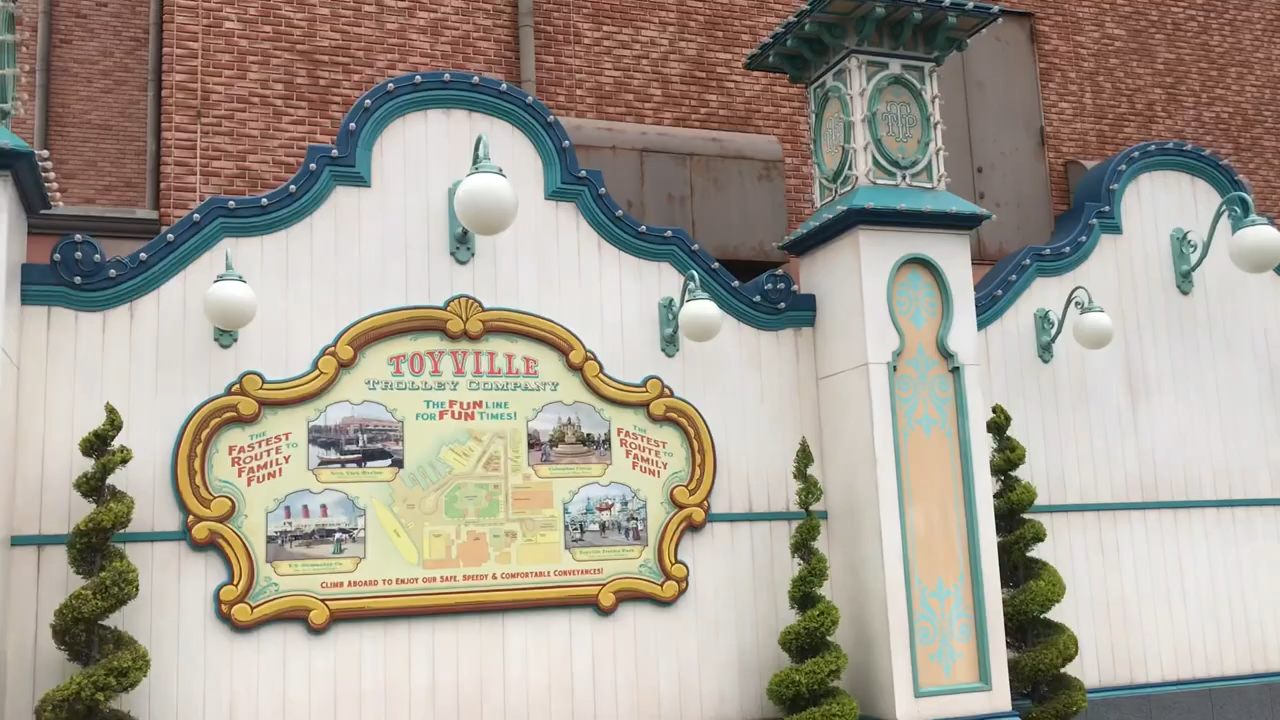 TOYVILLE
TROLLEY COMPANY
THE FUN LINE
FOR FUN TIMES!
THE
FASTEST
ROUTE TO
FAMILY
FUN!
THE
FASTEST
ROUTE TO
FAMILY
FUN!
CLIMB ABOARD TO ENJOY OUR SAFE, SPEEDY & COMFORTABLE CONVEYANCES!